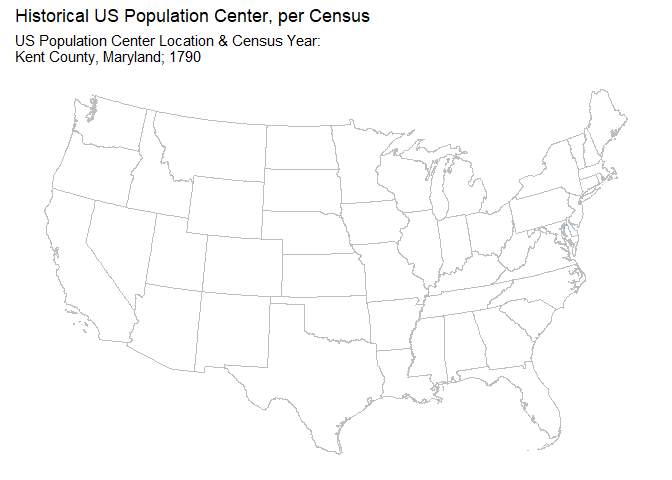 Historical US Population Center, per Census
US Population Center Location & Census Year:
Kent County, Maryland; 1790